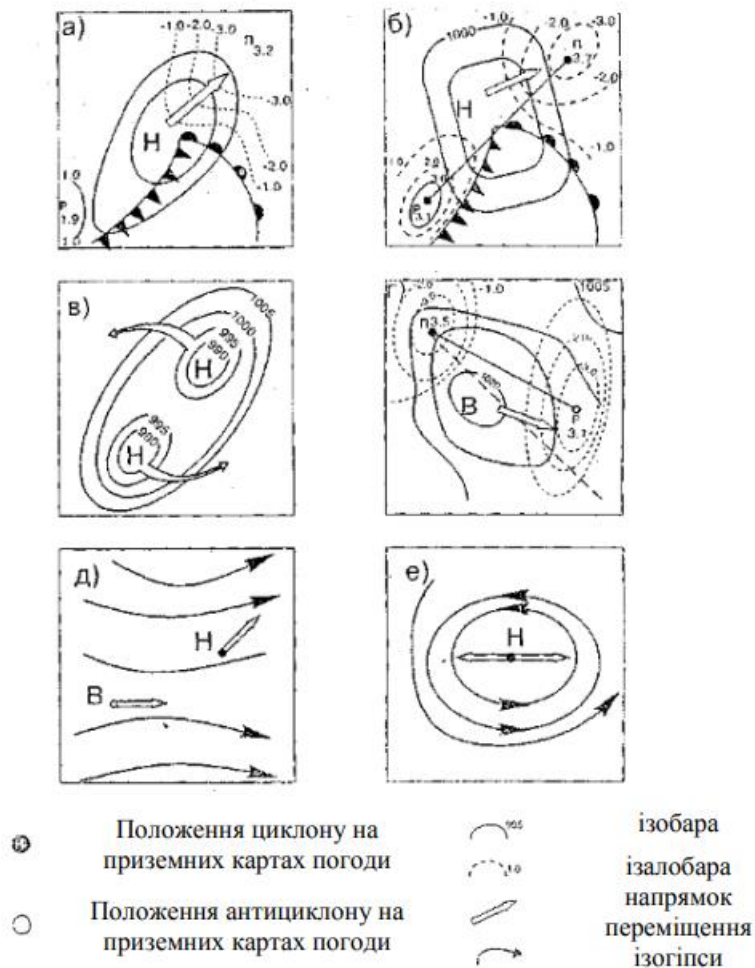 а)
-1.0
-2.0
-3.0
П
3.2
-3.0
Н
-2.0
-1.0
1.0
Р
1.9
1.0
б)
1000
-1.0
-2.0
-3.0
П
-2.0
Н
-1.0
2.0
Р
3.1
в)
1005
1000
995
990
Н
995
990
Н
-2.0
-1.0
1005
п3.5
В
Р
3.1
д)
Н
В
е)
Н
Положення циклону на
приземних картах погоди
ізобара
1.0
ізалобара
Положення антициклону на
приземних картах погоди
напрямок
переміщення
ізогіпси